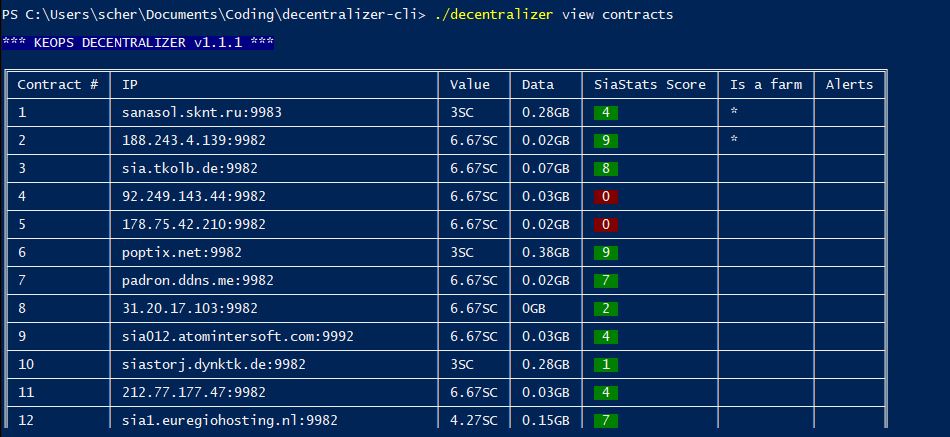 PS C:\Users\scher\Documents\Coding\decentralizer-cli> ./decentralizer view contracts
*** KEOPS DECENTRALIZER v1.1.1 ***
Contract # IP Value Data SiaStats Score Is a farm Alerts
1 sanasol.sknt.ru:9983 3SC 0.28GB 4 *
2 188.243.4.139:9982 6.67SC 0.02GB 9 *
3 sia.tkolb.de:9982 6.67SC 0.07GB 8
4 92.249.143.44:9982 6.67SC 0.03GB 0
5 178.75.42.210:9982 6.67SC 0.02GB 0
6 poptix.net:9982 3SC 0.38GB 9
7 padron.ddns.me:9982 6.67SC 0.02GB 7
8 31.20.17.103:9982 6.67SC 0GB 2
9 sia012.atomintersoft.com:9992 6.67SC 0.03GB 4
10 siastorj.dynktk.de:9982 3SC 0.28GB 1
11 212.77.177.47:9982 6.67SC 0.03GB 4
12 sia1.euregiohosting.nl:9982 4.27SC 0.15GB 7